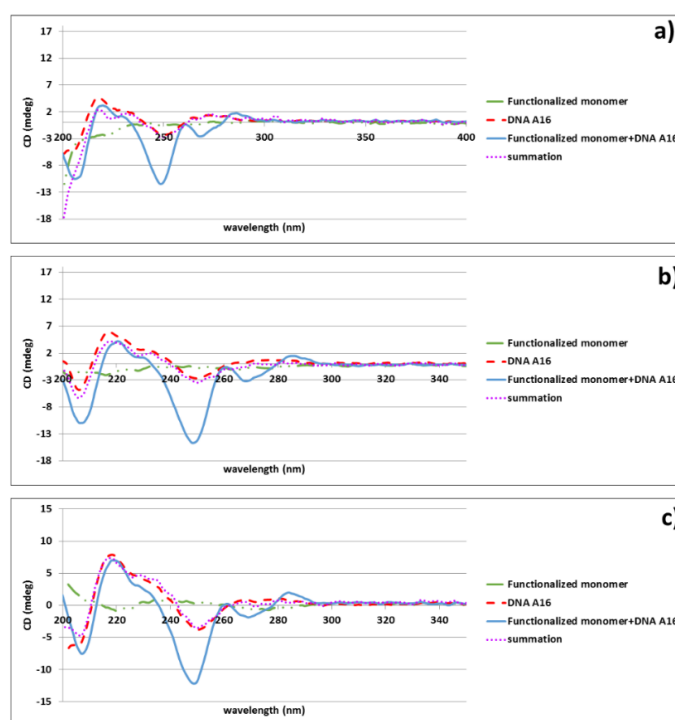 a)
17
12
7
2
-3
-8
-13
-18
CD (mdeg)
200 250 300 350 400
wavelength (nm)
Functionalized monomer
DNA A16
Functionalized monomer+DNA A16
summation
b)
17
12
7
2
-3
-8
-13
-18
CD (mdeg)
200 220 240 260 280 300 320 340
wavelength (nm)
Functionalized monomer
DNA A16
Functionalized monomer+DNA A16
summation
c)
15
10
5
0
-5
-10
-15
CD (mdeg)
200 220 240 260 280 300 320 340
wavelength (nm)
Functionalized monomer
DNA A16
Functionalized monomer+DNA A16
summation